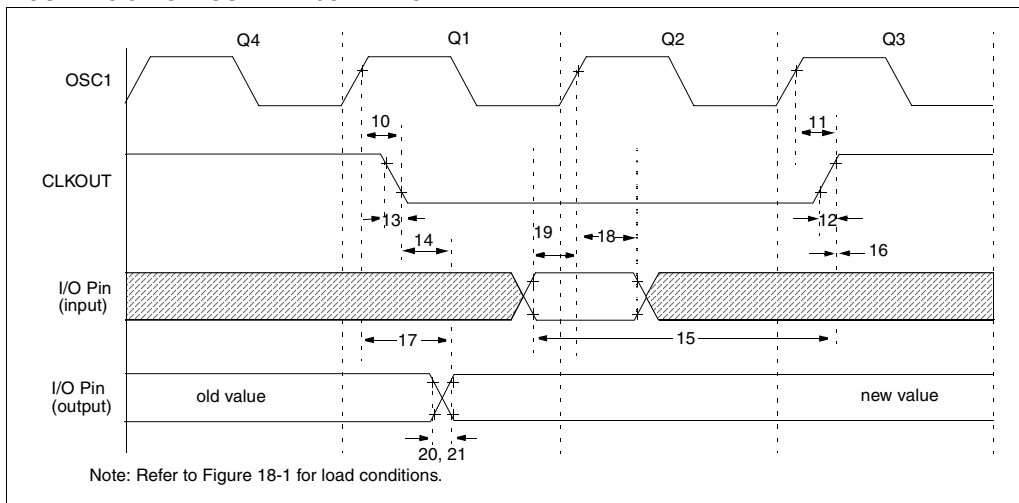 Q4 Q1 Q2 Q3
OSC1
10 11
CLKOUT
13 12
14 19 18 16
I/O Pin
(input)
17 15
I/O Pin
(output)
old value new value
20, 21
Note: Refer to Figure 18-1 for load conditions.